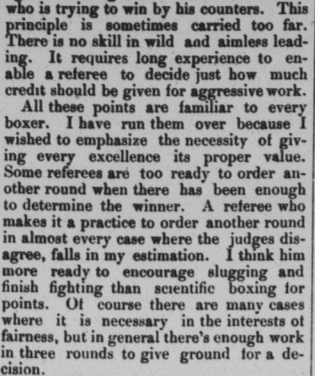 who is trying to win by his counters. This
principle is sometimes carried too far.
There is no skill in wild and aimless lead-
ing. It requires long experience to en-
able a referee to decide just how much
credit should be given for aggressive work.
All these points are familiar to every
boxer. I have run them over because I
wished to emphasize the necessity of giv-
ing every excellence its proper value.
Some referees are too ready to order an-
other round when there has been enough
to determine the winner. A referee who
makes it a practice to order another round
in almost every case where the judges dis-
agree, falls in my estimation. I think him
more ready to encourage slugging and
finish fighting than scientific boxing for
points. Of course there are many cases
where it is necessary in the interests of
fairness, but in general there's enough work
in three rounds to give ground for a de-
cision.